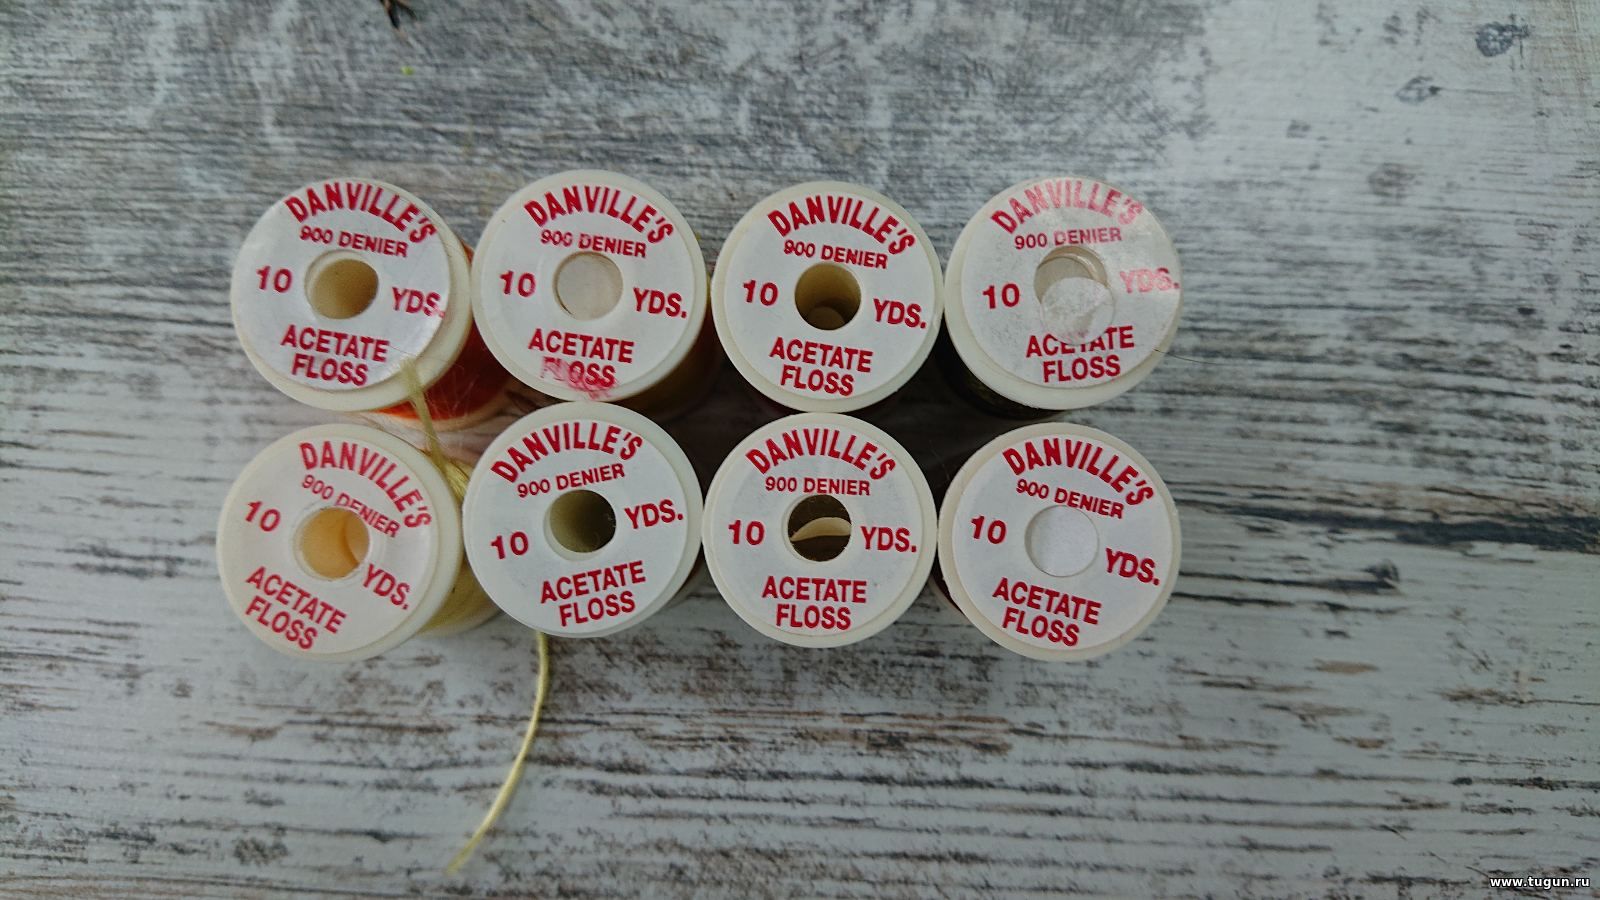 DANVILLE'S
900 DENIER
10 YDS.
ACETATE
FLOSS
DANVILLE'S
900 DENIER
10 YDS.
ACETATE
FLOSS
DANVILLE'S
900 DENIER
10 YDS.
ACETATE
FLOSS
DANVILLE'S
900 DENIER
10 YDS.
ACETATE
FLOSS
DANVILLE'S
900 DENIER
10 YDS.
ACETATE
FLOSS
DANVILLE'S
900 DENIER
10 YDS.
ACETATE
FLOSS
DANVILLE'S
900 DENIER
10 YDS.
ACETATE
FLOSS
DANVILLE'S
900 DENIER
10 YDS.
ACETATE
FLOSS
www.tugun.ru